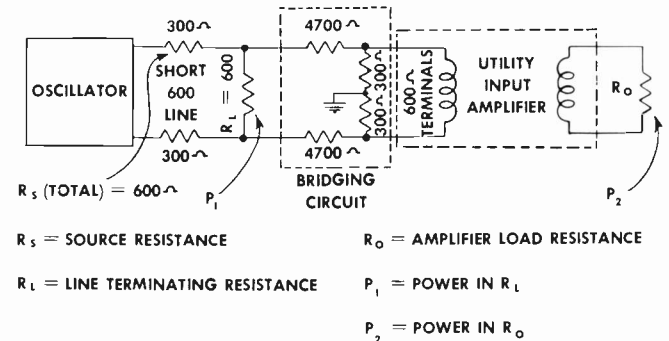 300 Ω
4700 Ω
OSCILLATOR
SHORT
600
LINE
R_L = 600
300 Ω
300 Ω
300 Ω
4700 Ω
600 Ω
TERMINALS
UTILITY
INPUT
AMPLIFIER
R_O
BRIDGING
CIRCUIT
R_S (TOTAL) = 600 Ω
P_1
P_2
R_S = SOURCE RESISTANCE
R_O = AMPLIFIER LOAD RESISTANCE
R_L = LINE TERMINATING RESISTANCE
P_1 = POWER IN R_L
P_2 = POWER IN R_O